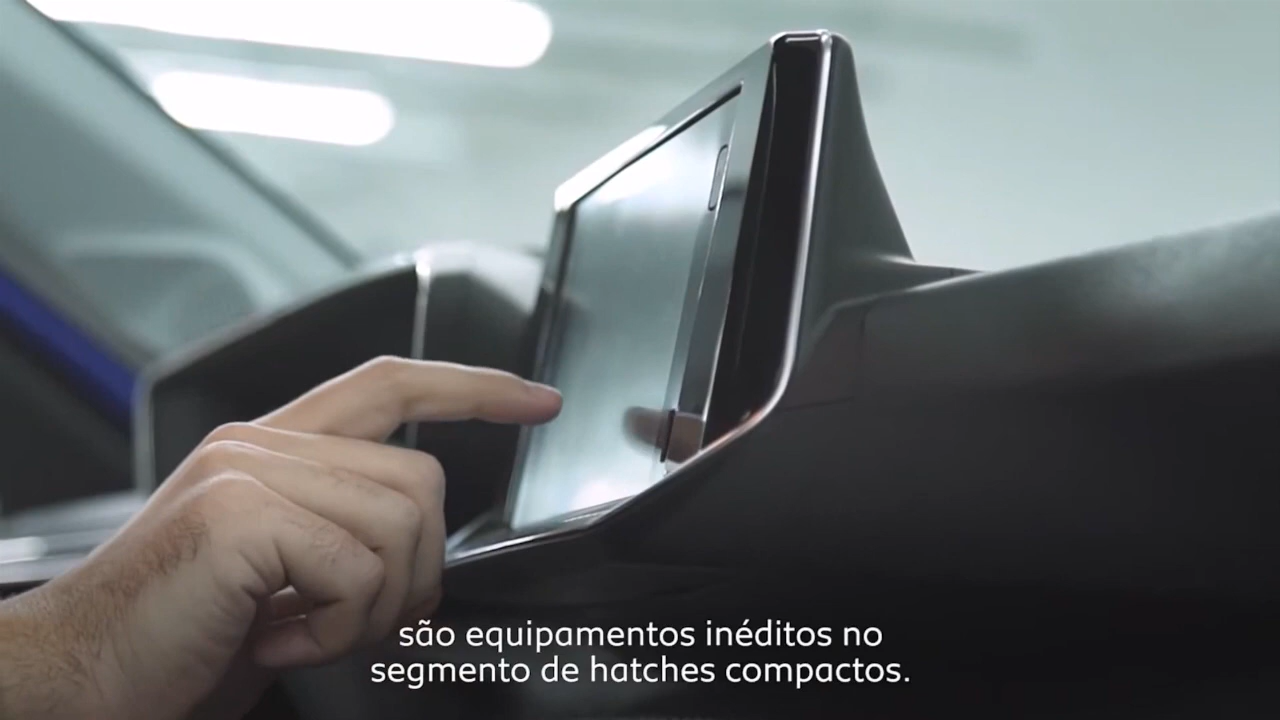 são equipamentos inéditos no
segmento de hatches compactos.